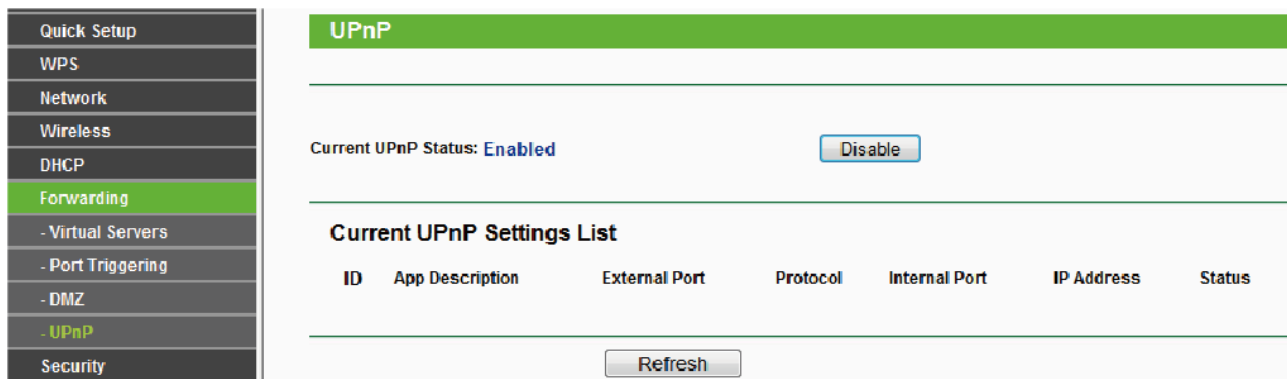 Quick Setup
WPS
Network
Wireless
DHCP
Forwarding
- Virtual Servers
- Port Triggering
- DMZ
- UPnP
Security
UPnP
Current UPnP Status: Enabled Disable
Current UPnP Settings List
ID App Description External Port Protocol Internal Port IP Address Status
Refresh